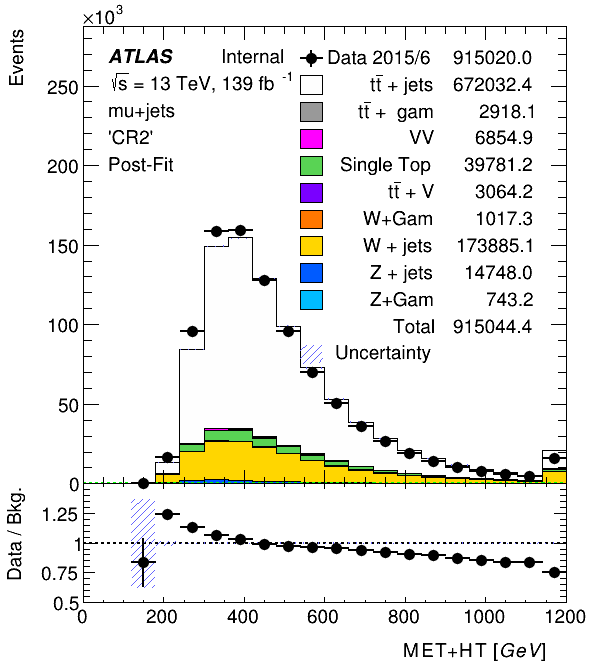 ×10³
Events
ATLAS Internal
√s = 13 TeV, 139 fb⁻¹
mu+jets
'CR2'
Post-Fit
Data 2015/6 915020.0
tt̄ + jets 672032.4
tt̄ + gam 2918.1
VV 6854.9
Single Top 39781.2
tt̄ + V 3064.2
W+Gam 1017.3
W + jets 173885.1
Z + jets 14748.0
Z+Gam 743.2
Total 915044.4
Uncertainty
250
200
150
100
50
0
Data / Bkg.
1.25
1
0.75
0.5
0 200 400 600 800 1000 1200
MET+HT [GeV]